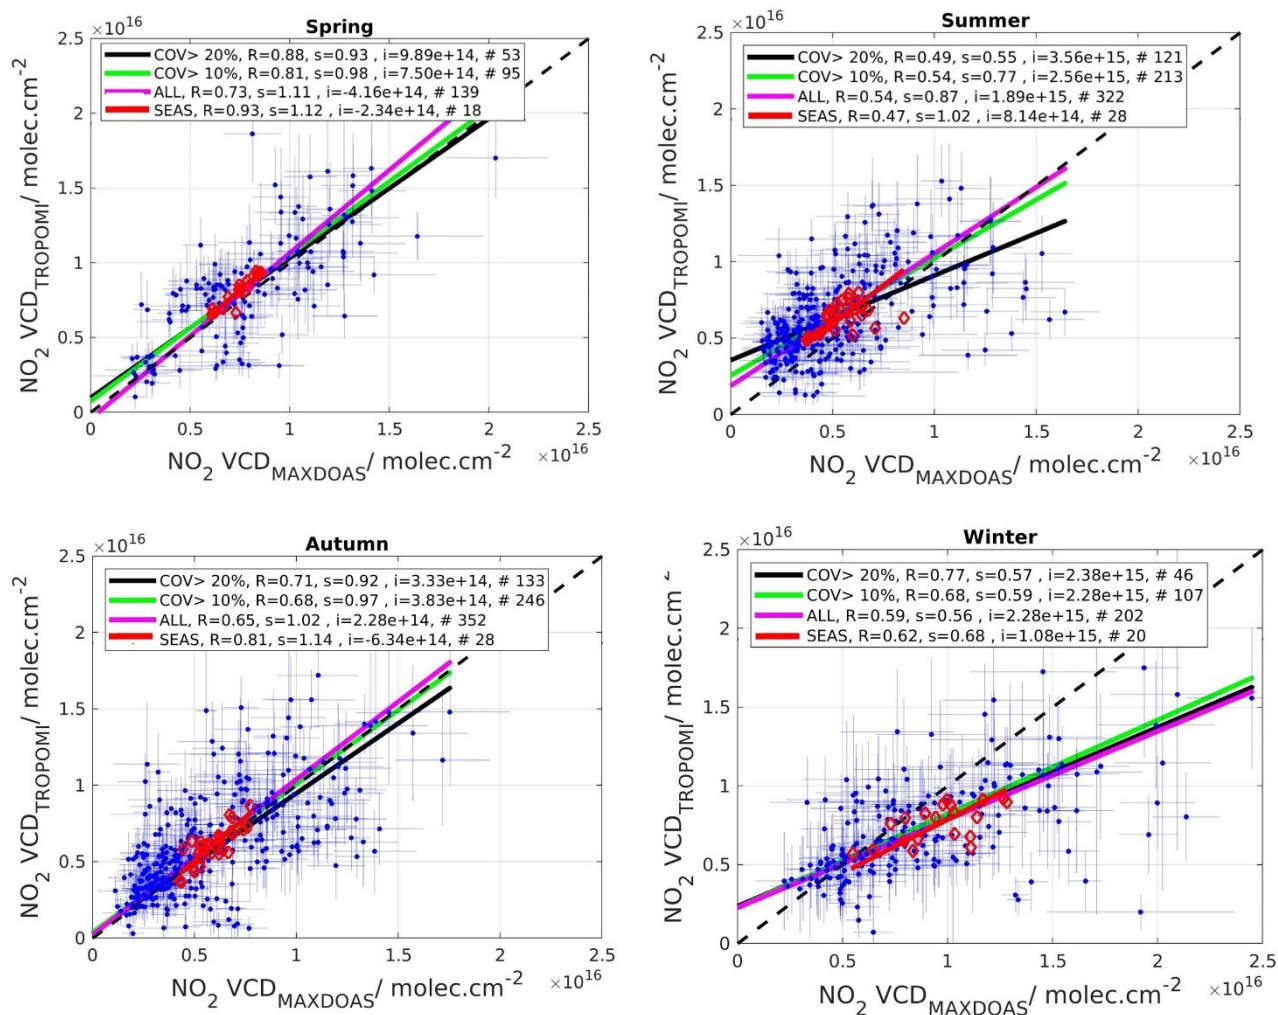 ×10^16
Spring
2.5
COV> 20%, R=0.88, s=0.93 , i=9.89e+14, # 53
COV> 10%, R=0.81, s=0.98 , i=7.50e+14, # 95
ALL, R=0.73, s=1.11 , i=-4.16e+14, # 139
SEAS, R=0.93, s=1.12 , i=-2.34e+14, # 18
2
1.5
1
0.5
0
NO2 VCD_TROPOMI/ molec.cm^-2
0 0.5 1 1.5 2 2.5
NO2 VCD_MAXDOAS/ molec.cm^-2 ×10^16
×10^16
Summer
2.5
COV> 20%, R=0.49, s=0.55 , i=3.56e+15, # 121
COV> 10%, R=0.54, s=0.77 , i=2.56e+15, # 213
ALL, R=0.54, s=0.87 , i=1.89e+15, # 322
SEAS, R=0.47, s=1.02 , i=8.14e+14, # 28
2
1.5
1
0.5
0
NO2 VCD_TROPOMI/ molec.cm^-2
0 0.5 1 1.5 2 2.5
NO2 VCD_MAXDOAS/ molec.cm^-2 ×10^16
×10^16
Autumn
2.5
COV> 20%, R=0.71, s=0.92 , i=3.33e+14, # 133
COV> 10%, R=0.68, s=0.97 , i=3.83e+14, # 246
ALL, R=0.65, s=1.02 , i=2.28e+14, # 352
SEAS, R=0.81, s=1.14 , i=-6.34e+14, # 28
2
1.5
1
0.5
0
NO2 VCD_TROPOMI/ molec.cm^-2
0 0.5 1 1.5 2 2.5
NO2 VCD_MAXDOAS/ molec.cm^-2 ×10^16
×10^16
Winter
2.5
COV> 20%, R=0.77, s=0.57 , i=2.38e+15, # 46
COV> 10%, R=0.68, s=0.59 , i=2.28e+15, # 107
ALL, R=0.59, s=0.56 , i=2.28e+15, # 202
SEAS, R=0.62, s=0.68 , i=1.08e+15, # 20
2
1.5
1
0.5
0
NO2 VCD_TROPOMI/ molec.cm^-2
0 0.5 1 1.5 2 2.5
NO2 VCD_MAXDOAS/ molec.cm^-2 ×10^16